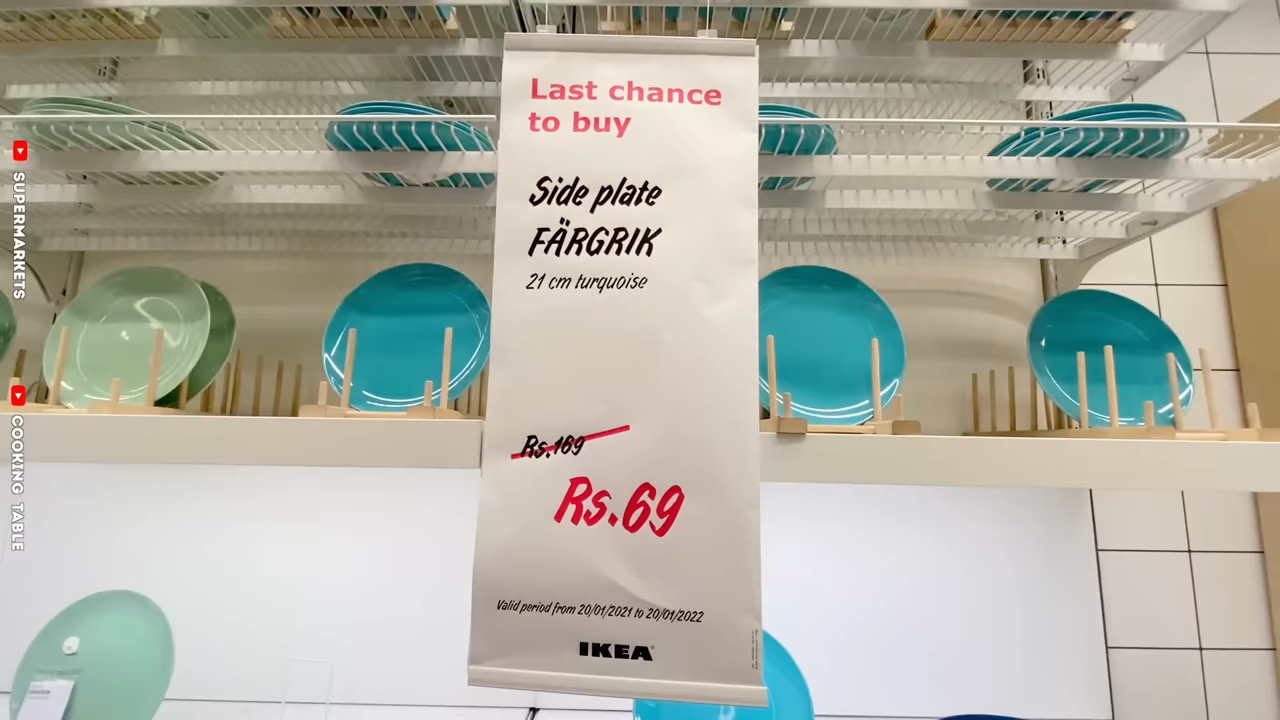 Last chance
to buy
Side plate
FÄRGRIK
21 cm turquoise
Rs.169
Rs.69
Valid period from 20/01/2021 to 20/01/2022
IKEA
SUPERMARKETS
COOKING TABLE